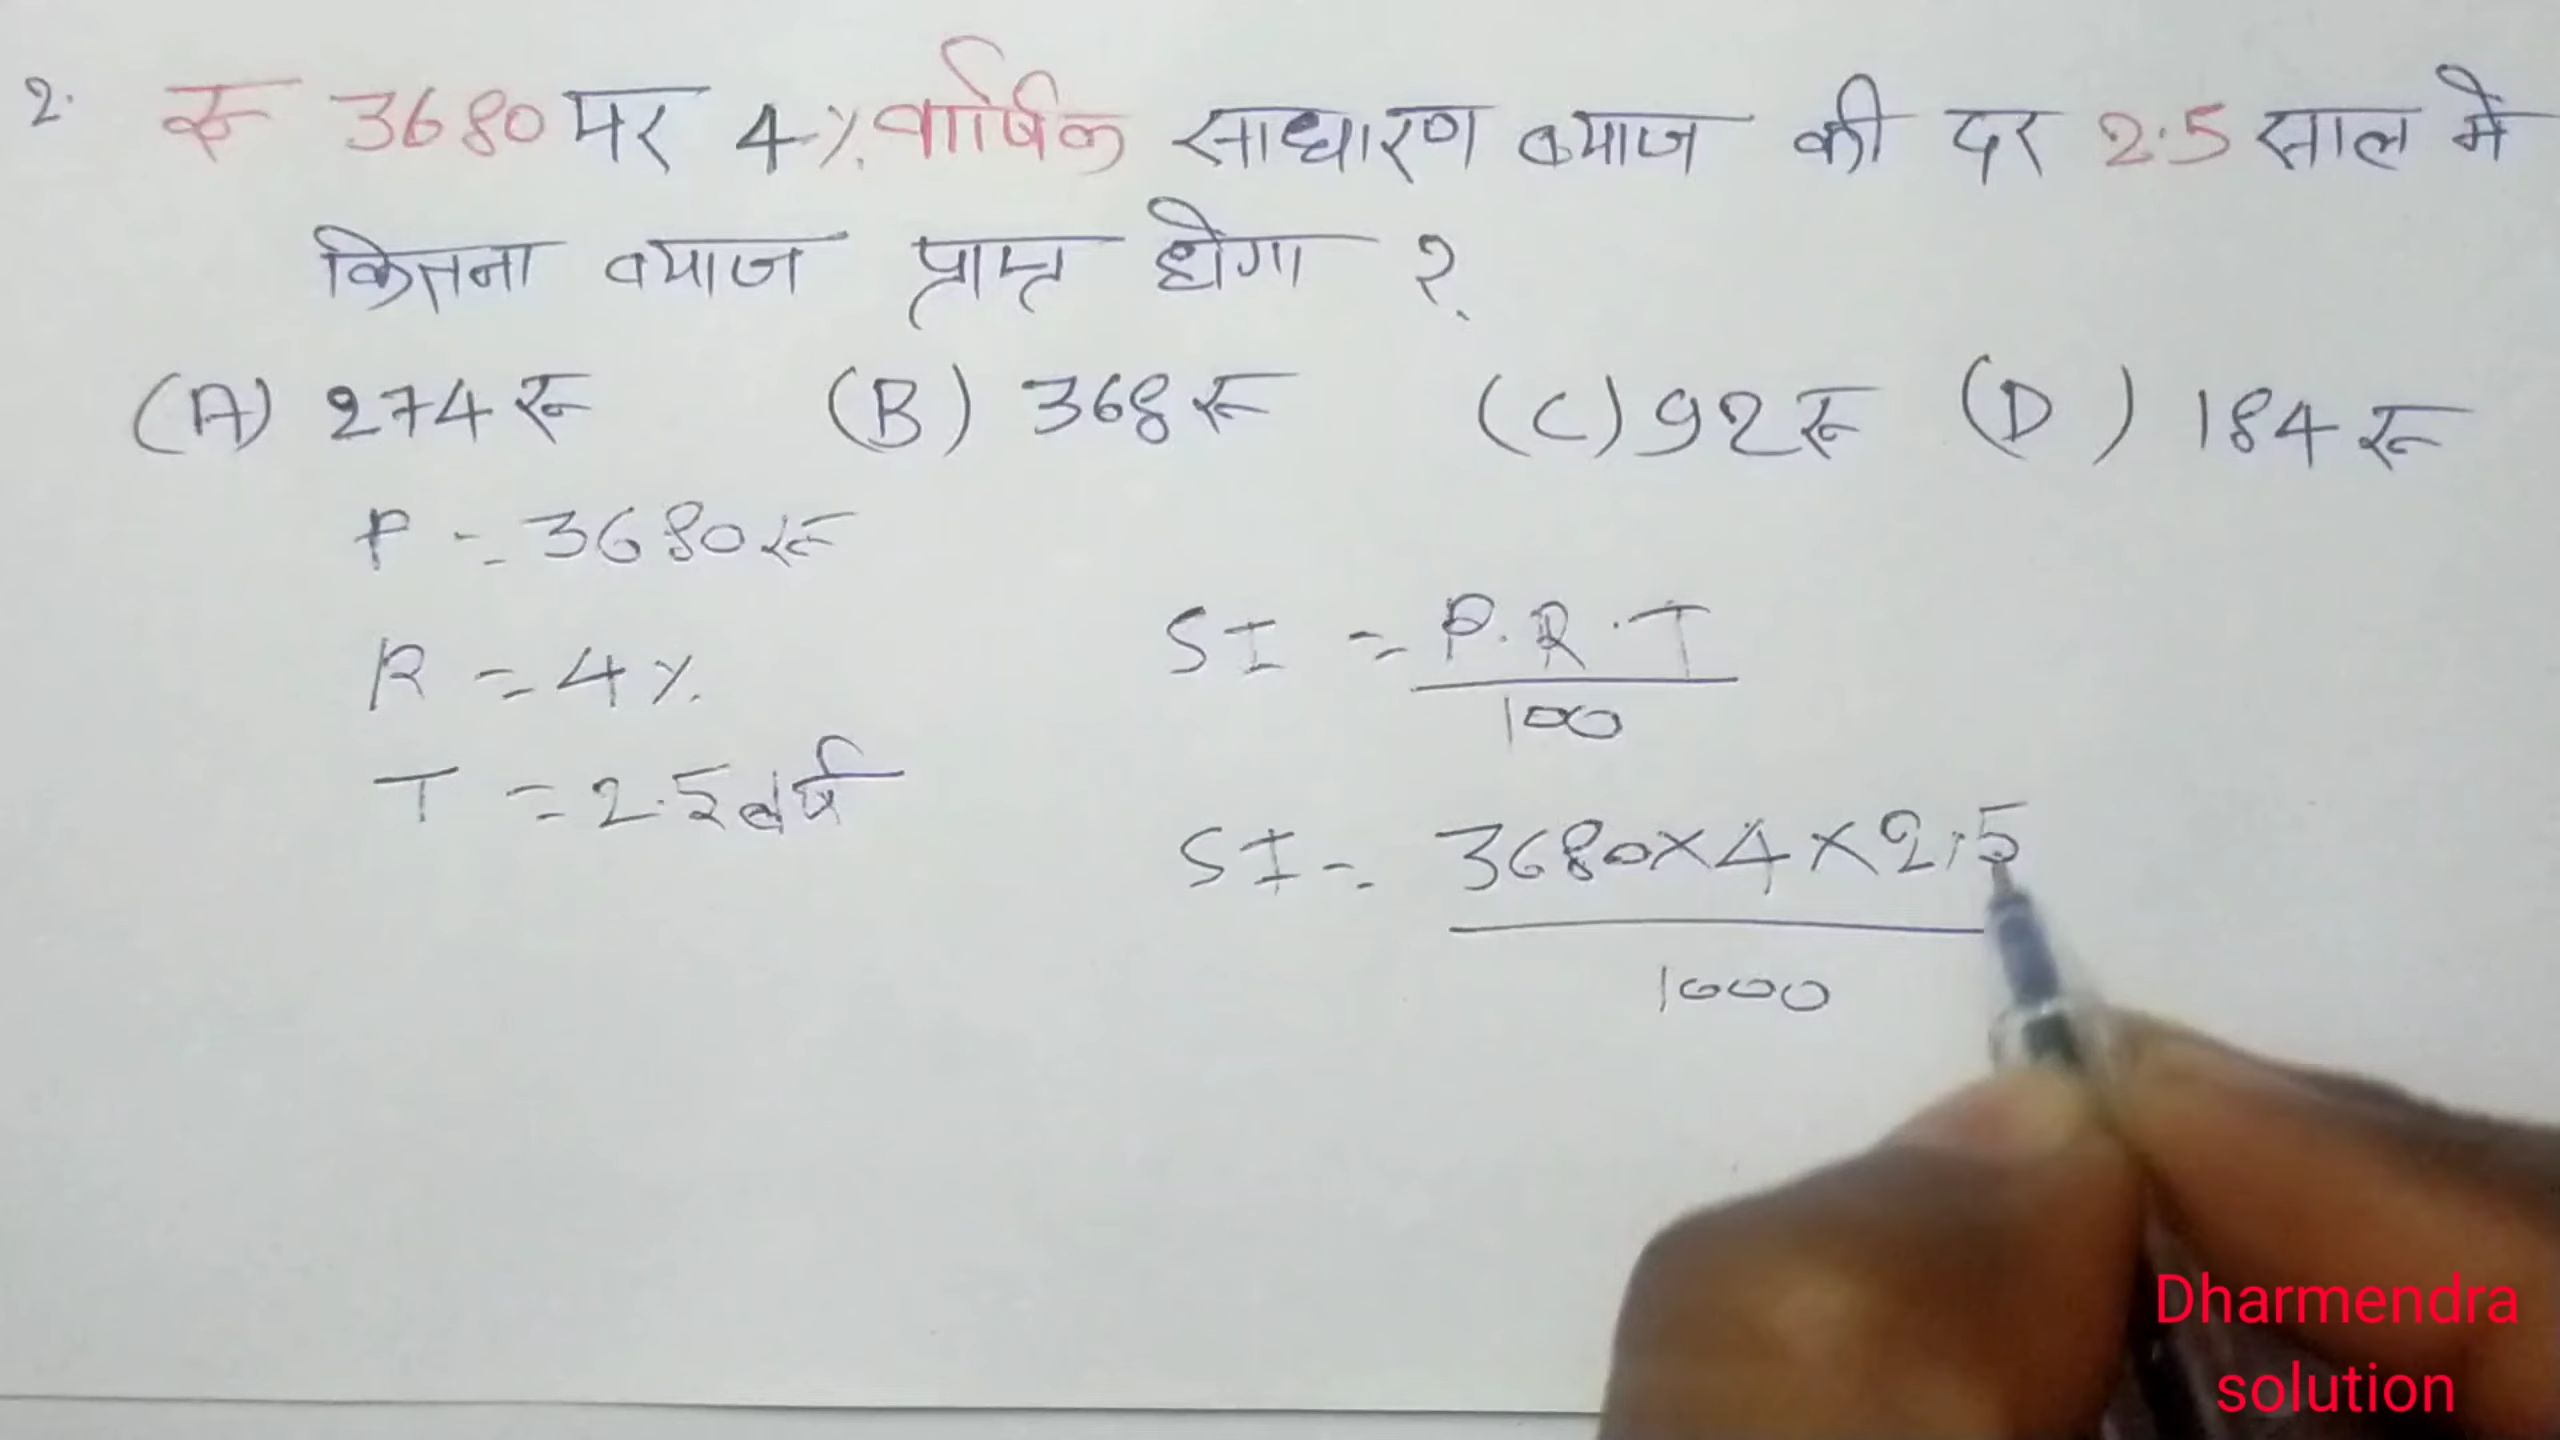 2. रू 3680 पर 4% वार्षिक साधारण ब्याज की दर 2.5 साल मे
कितना ब्याज प्राप्त होगा ?
(A) 274 रू (B) 368 रू (C) 92 रू (D) 184 रू
P = 3680 रू
R = 4%
T = 2.5 वर्ष
SI = P.R.T
100
SI = 3680×4×2.5
1000
Dharmendra
solution